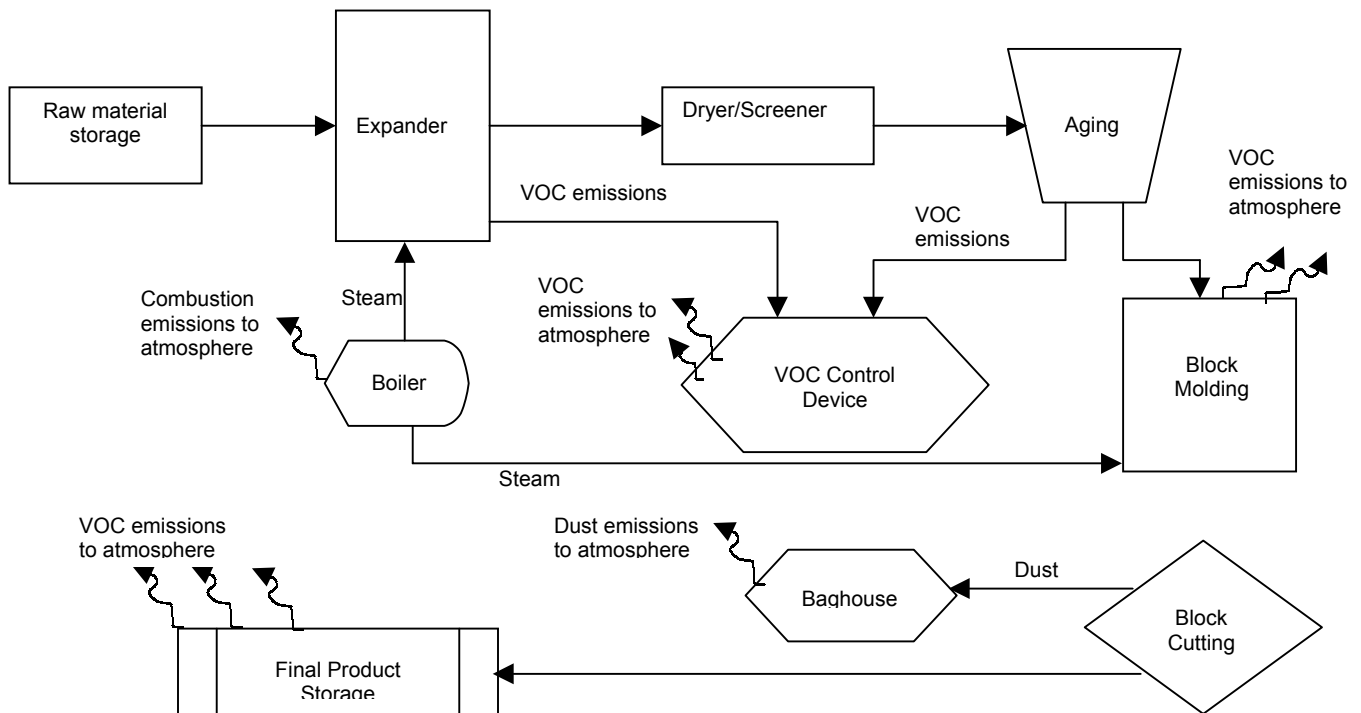 Raw material
storage
Expander
Dryer/Screener
Aging
VOC
emissions to
atmosphere
VOC emissions
VOC
emissions
Steam
Combustion
emissions to
atmosphere
VOC
emissions to
atmosphere
Boiler
VOC Control
Device
Block
Molding
Steam
VOC emissions
to atmosphere
Dust emissions
to atmosphere
Dust
Baghouse
Block
Cutting
Final Product
Storage